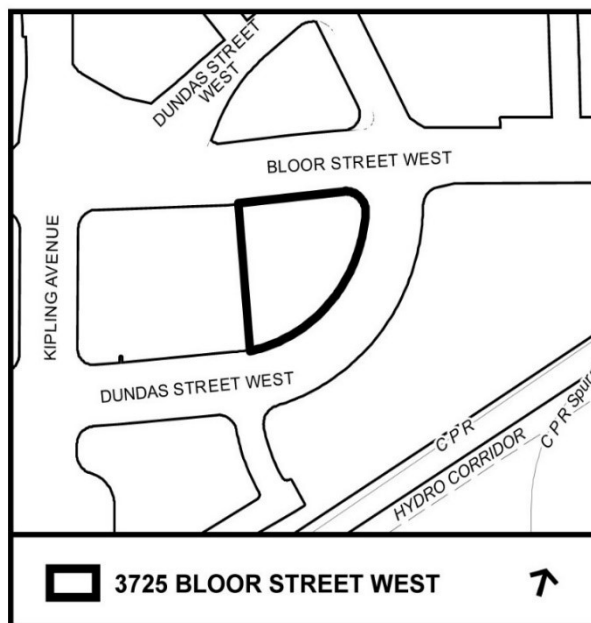 DUNDAS STREET
WEST
BLOOR STREET WEST
KIPLING AVENUE
DUNDAS STREET WEST
C P R
HYDRO CORRIDOR
C P R Spur
3725 BLOOR STREET WEST